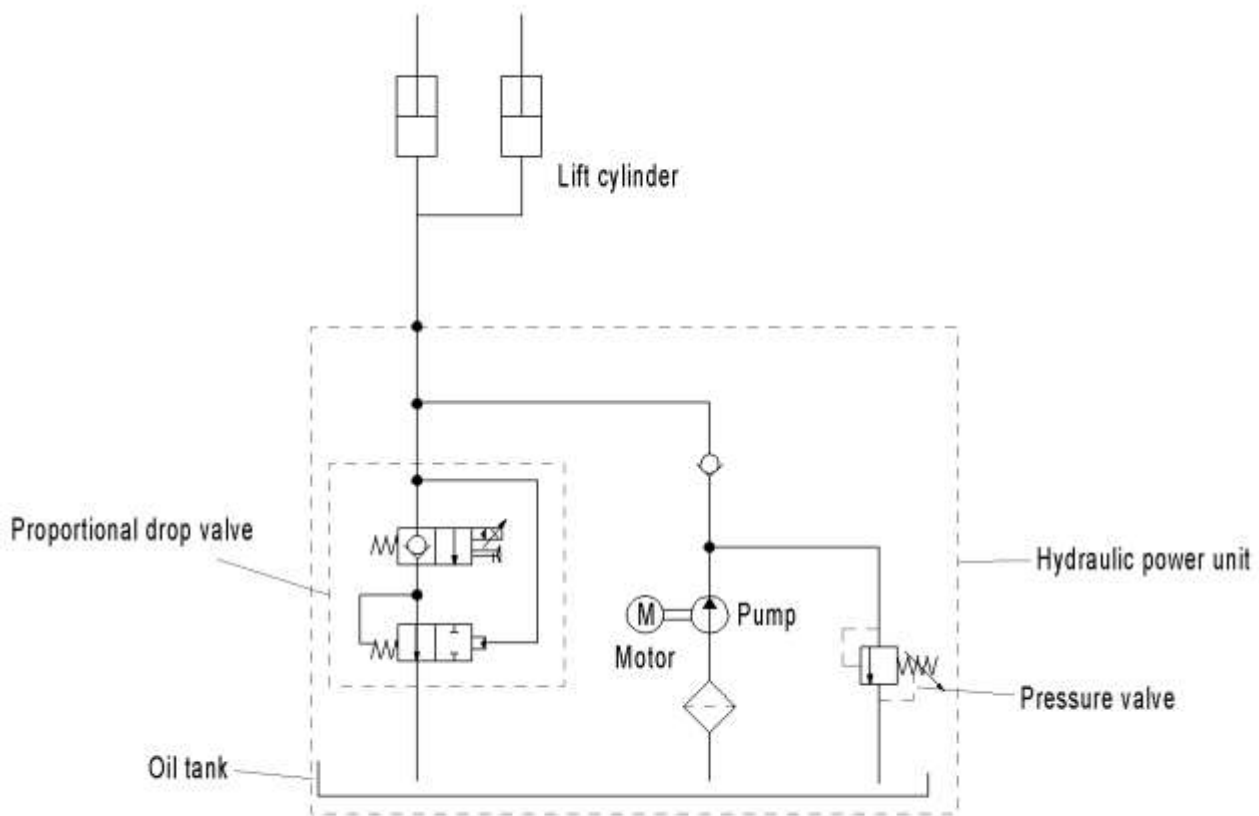 Lift cylinder
Proportional drop valve
Hydraulic power unit
M
Pump
Motor
Pressure valve
Oil tank